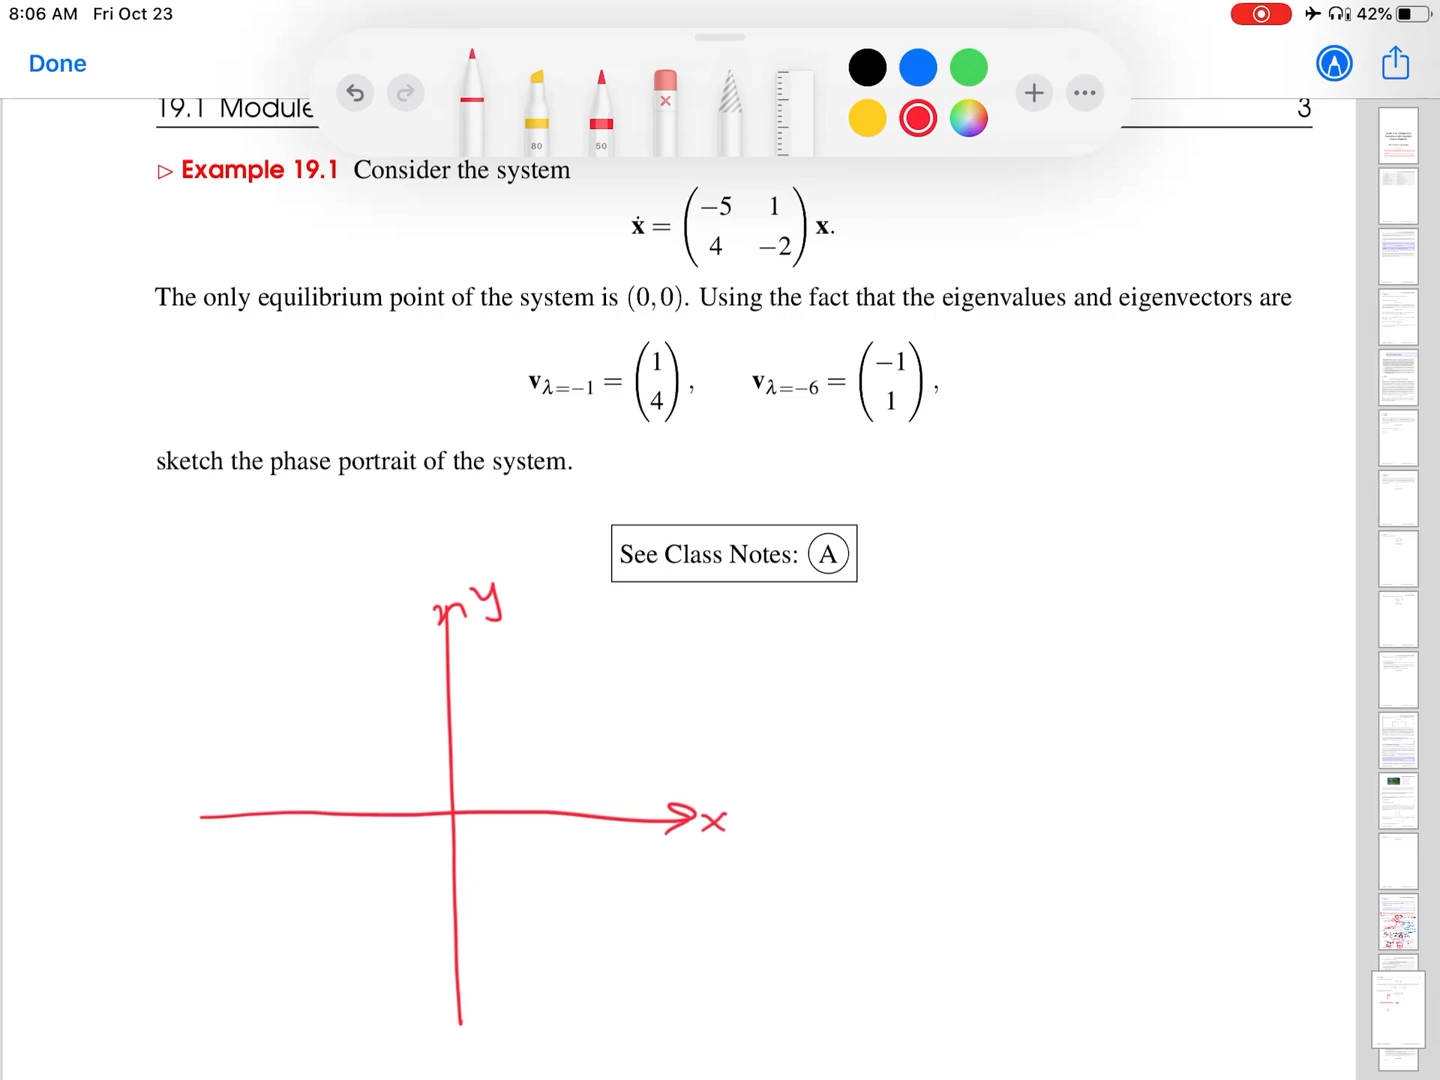 8:06 AM Fri Oct 23 42%
Done
80 50
19.1 Module 3
▷ Example 19.1 Consider the system
ẋ = ( −5 1 ; 4 −2 ) x.
The only equilibrium point of the system is (0,0). Using the fact that the eigenvalues and eigenvectors are
v_{λ=−1} = ( 1 ; 4 ), v_{λ=−6} = ( −1 ; 1 ),
sketch the phase portrait of the system.
See Class Notes: Ⓐ
y
x